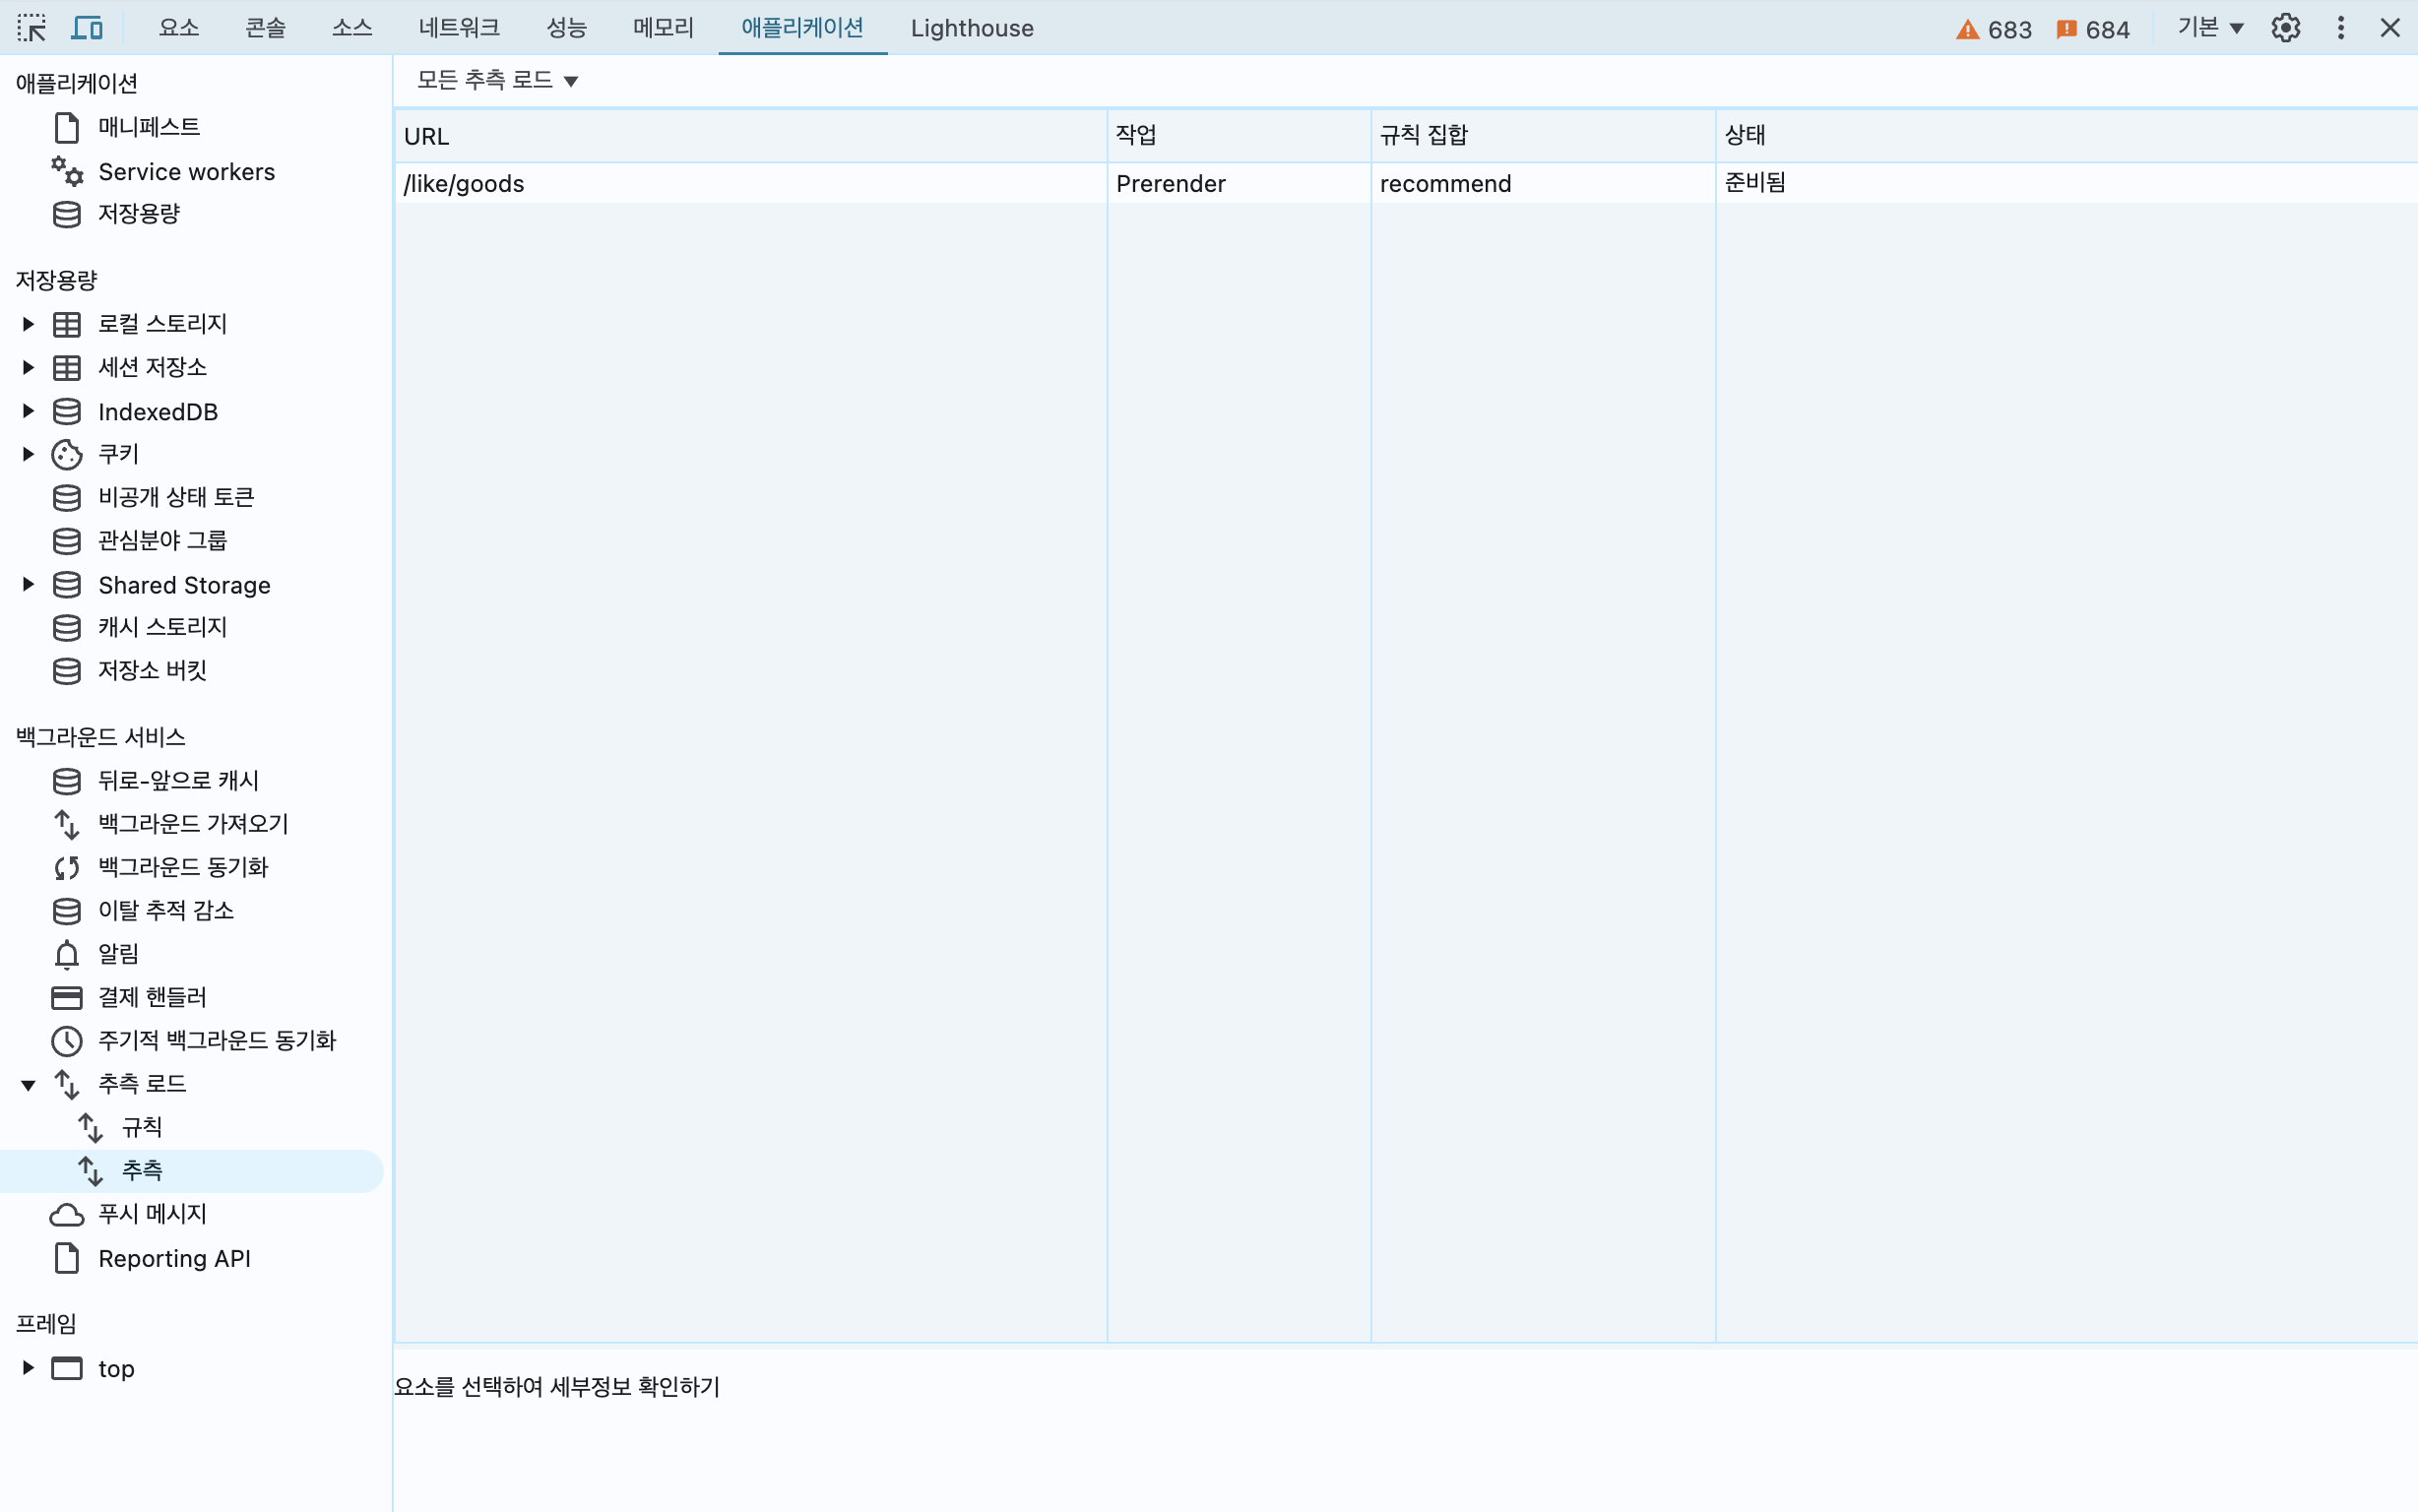 요소 콘솔 소스 네트워크 성능 메모리 애플리케이션 Lighthouse 683 684 기본
애플리케이션
매니페스트
Service workers
저장용량
저장용량
로컬 스토리지
세션 저장소
IndexedDB
쿠키
비공개 상태 토큰
관심분야 그룹
Shared Storage
캐시 스토리지
저장소 버킷
백그라운드 서비스
뒤로-앞으로 캐시
백그라운드 가져오기
백그라운드 동기화
이탈 추적 감소
알림
결제 핸들러
주기적 백그라운드 동기화
추측 로드
규칙
추측
푸시 메시지
Reporting API
프레임
top
모든 추측 로드
URL 작업 규칙 집합 상태
/like/goods Prerender recommend 준비됨
요소를 선택하여 세부정보 확인하기